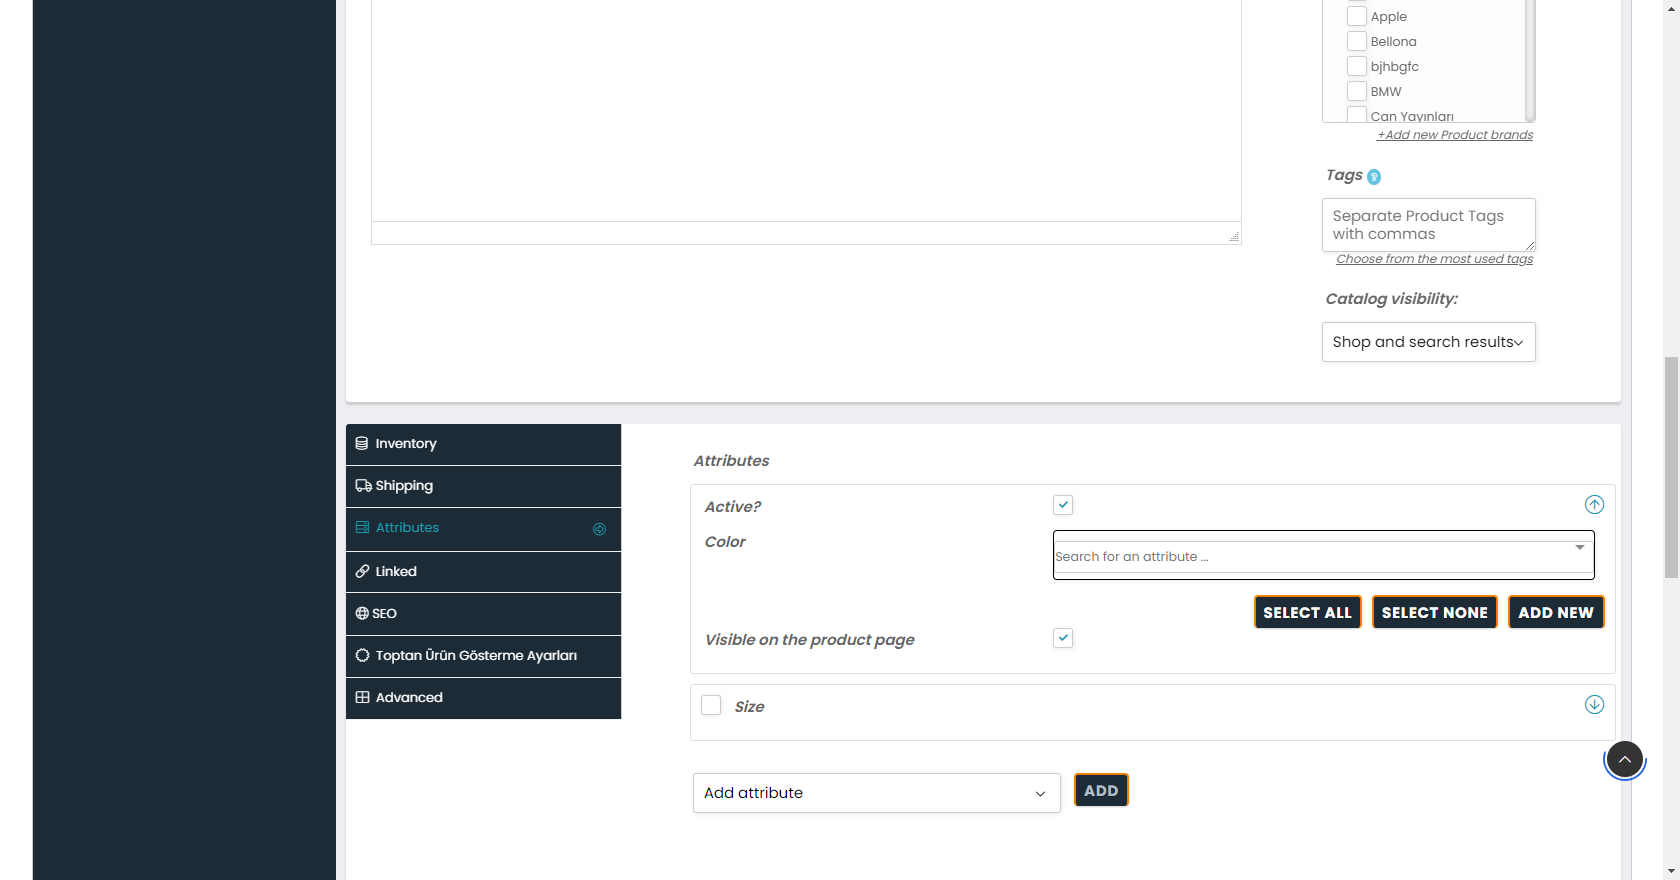 Apple
Bellona
bjhbgfc
BMW
Can Yayınları
+Add new Product brands
Tags
Separate Product Tags
with commas
Choose from the most used tags
Catalog visibility:
Shop and search results
Inventory
Shipping
Attributes
Linked
SEO
Toptan Ürün Gösterme Ayarları
Advanced
Attributes
Active?
Color
Search for an attribute ...
SELECT ALL SELECT NONE ADD NEW
Visible on the product page
Size
Add attribute ADD